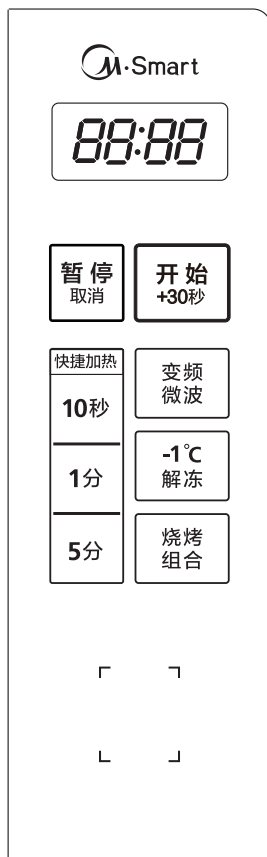 M·Smart
88:88
暂停
取消
开始
+30秒
快捷加热
10秒
1分
5分
变频
微波
-1℃
解冻
烧烤
组合